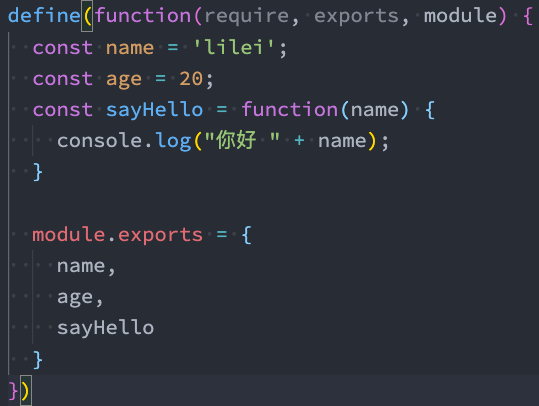 define(function(require, exports, module) {
  const name = 'lilei';
  const age = 20;
  const sayHello = function(name) {
    console.log("你好 " + name);
  }

  module.exports = {
    name,
    age,
    sayHello
  }
})